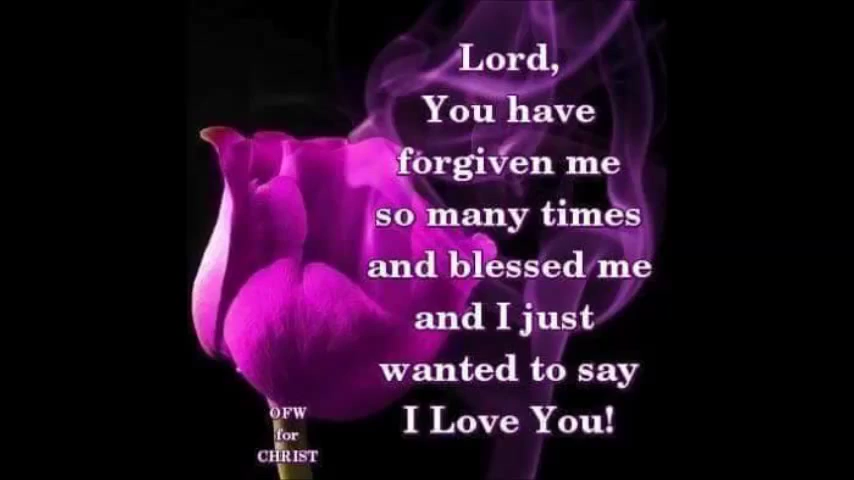 Lord,
You have
forgiven me
so many times
and blessed me
and I just
wanted to say
I Love You!
OFW
for
CHRIST